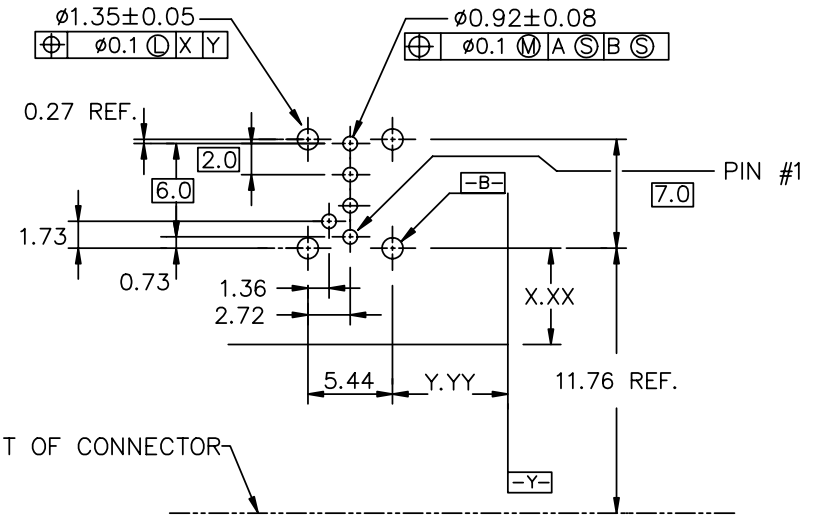 ø1.35±0.05
ø0.92±0.08
⌖ ø0.1 Ⓛ X Y
⌖ ø0.1 Ⓜ A Ⓢ B Ⓢ
0.27 REF.
2.0
PIN #1
6.0
-B-
7.0
1.73
0.73
1.36
X.XX
2.72
5.44
Y.YY
11.76 REF.
T OF CONNECTOR
-Y-